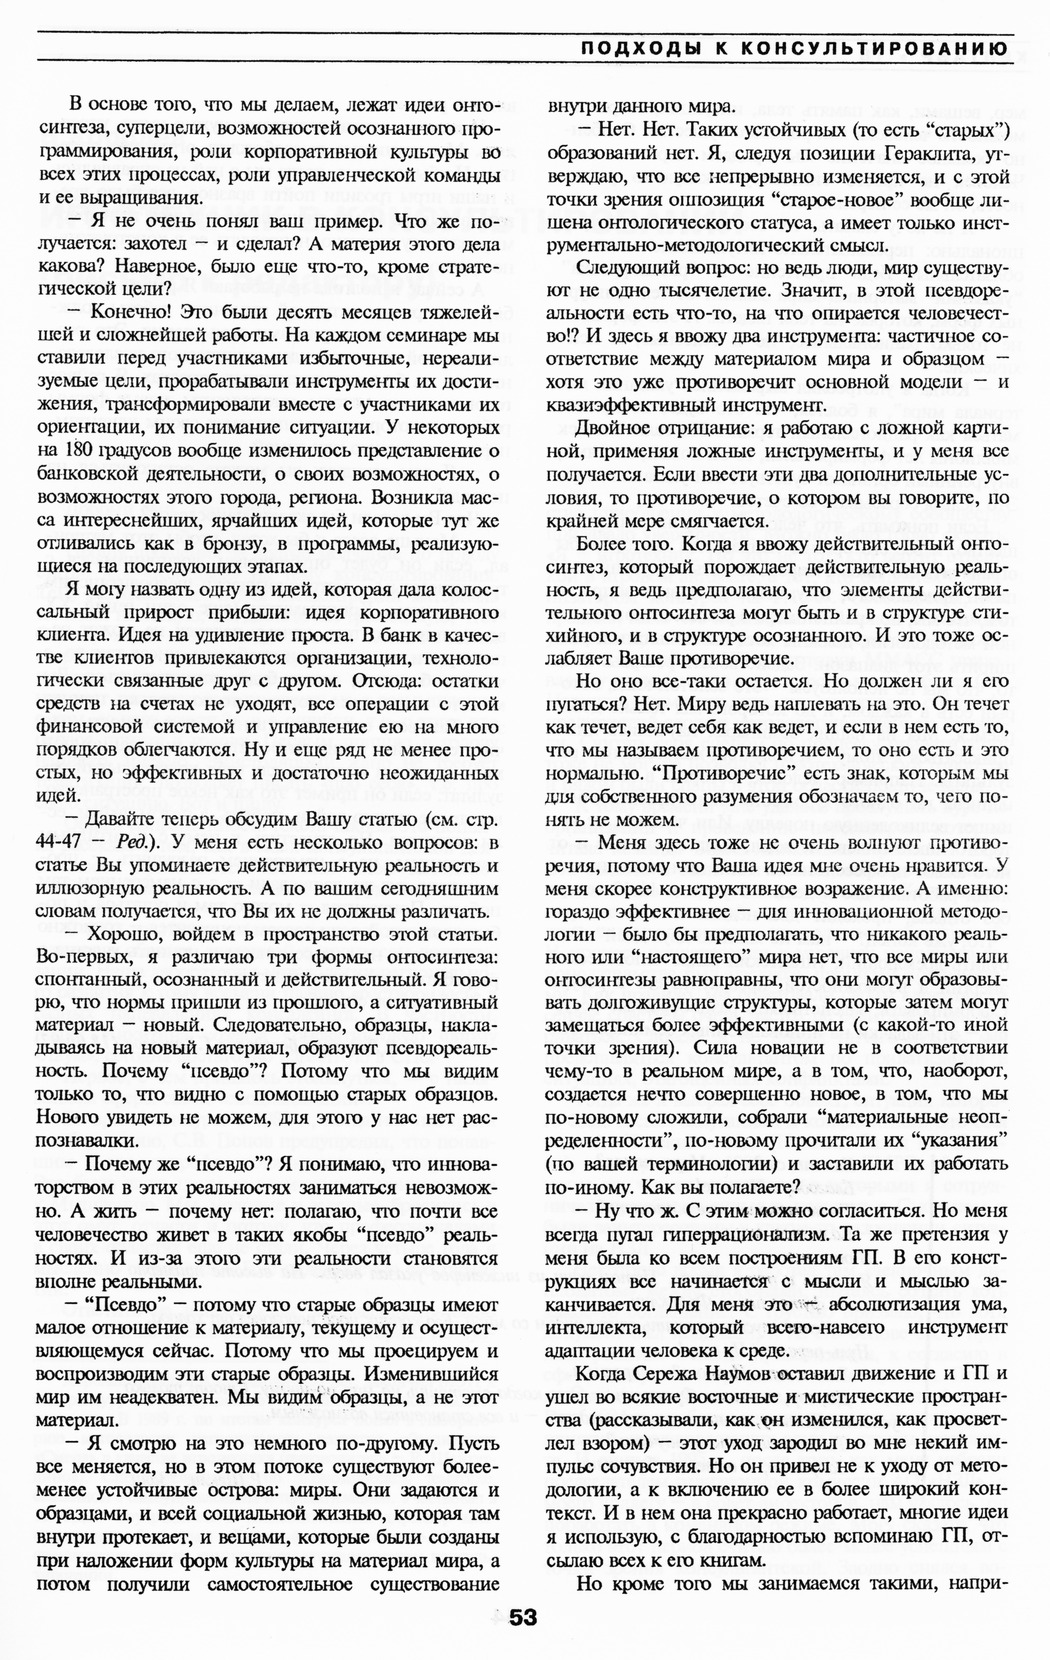 ПОДХОДЫ К КОНСУЛЬТИРОВАНИЮ
В основе того, что мы делаем, лежат идеи онто-
синтеза, суперцели, возможностей осознанного про-
граммирования, роли корпоративной культуры во
всех этих процессах, роли управленческой команды
и ее выращивания.
— Я не очень понял ваш пример. Что же по-
лучается: захотел — и сделал? А материя этого дела
какова? Наверное, было еще что-то, кроме страте-
гической цели?
— Конечно! Это были десять месяцев тяжелей-
шей и сложнейшей работы. На каждом семинаре мы
ставили перед участниками избыточные, нереали-
зуемые цели, прорабатывали инструменты их дости-
жения, трансформировали вместе с участниками их
ориентации, их понимание ситуации. У некоторых
на 180 градусов вообще изменилось представление о
банковской деятельности, о своих возможностях, о
возможностях этого города, региона. Возникла мас-
са интереснейших, ярчайших идей, которые тут же
отливались как в бронзу, в программы, реализую-
щиеся на последующих этапах.
Я могу назвать одну из идей, которая дала колос-
сальный прирост прибыли: идея корпоративного
клиента. Идея на удивление проста. В банк в качес-
тве клиентов привлекаются организации, техноло-
гически связанные друг с другом. Отсюда: остатки
средств на счетах не уходят, все операции с этой
финансовой системой и управление ею на много
порядков облегчаются. Ну и еще ряд не менее про-
стых, но эффективных и достаточно неожиданных
идей.
— Давайте теперь обсудим Вашу статью (см. стр.
44-47 — Ред.). У меня есть несколько вопросов: в
статье Вы упоминаете действительную реальность и
иллюзорную реальность. А по вашим сегодняшним
словам получается, что Вы их не должны различать.
— Хорошо, войдем в пространство этой статьи.
Во-первых, я различаю три формы онтосинтеза:
спонтанный, осознанный и действительный. Я гово-
рю, что нормы пришли из прошлого, а ситуативный
материал — новый. Следовательно, образцы, накла-
дываясь на новый материал, образуют псевдореаль-
ность. Почему “псевдо”? Потому что мы видим
только то, что видно с помощью старых образцов.
Нового увидеть не можем, для этого у нас нет рас-
познавалки.
— Почему же “псевдо”? Я понимаю, что иннова-
торством в этих реальностях заниматься невозмож-
но. А жить — почему нет: полагаю, что почти все
человечество живет в таких якобы “псевдо” реаль-
ностях. И из-за этого эти реальности становятся
вполне реальными.
— “Псевдо” — потому что старые образцы имеют
малое отношение к материалу, текущему и осущест-
вляющемуся сейчас. Потому что мы проецируем и
воспроизводим эти старые образцы. Изменившийся
мир им неадекватен. Мы видим образцы, а не этот
материал.
— Я смотрю на это немного по-другому. Пусть
все меняется, но в этом потоке существуют более-
менее устойчивые острова: миры. Они задаются и
образцами, и всей социальной жизнью, которая там
внутри протекает, и вещами, которые были созданы
при наложении форм культуры на материал мира, а
потом получили самостоятельное существование
внутри данного мира.
— Нет. Нет. Таких устойчивых (то есть “старых”)
образований нет. Я, следуя позиции Гераклита, ут-
верждаю, что все непрерывно изменяется, и с этой
точки зрения оппозиция “старое-новое” вообще ли-
шена онтологического статуса, а имеет только инст-
рументально-методологический смысл.
Следующий вопрос: но ведь люди, мир существу-
ют не одно тысячелетие. Значит, в этой псевдоре-
альности есть что-то, на что опирается человечест-
во!? И здесь я ввожу два инструмента: частичное со-
ответствие между материалом мира и образцом —
хотя это уже противоречит основной модели — и
квазиэффективный инструмент.
Двойное отрицание: я работаю с ложной карти-
ной, применяя ложные инструменты, и у меня все
получается. Если ввести эти два дополнительные ус-
ловия, то противоречие, о котором вы говорите, по
крайней мере смягчается.
Более того. Когда я ввожу действительный онто-
синтез, который порождает действительную реаль-
ность, я ведь предполагаю, что элементы действи-
тельного онтосинтеза могут быть и в структуре сти-
хийного, и в структуре осознанного. И это тоже ос-
лабляет Ваше противоречие.
Но оно все-таки остается. Но должен ли я его
пугаться? Нет. Миру ведь наплевать на это. Он течет
как течет, ведет себя как ведет, и если в нем есть то,
что мы называем противоречием, то оно есть и это
нормально. “Противоречие” есть знак, которым мы
для собственного разумения обозначаем то, чего по-
нять не можем.
— Меня здесь тоже не очень волнуют противо-
речия, потому что Ваша идея мне очень нравится. У
меня скорее конструктивное возражение. А именно:
гораздо эффективнее — для инновационной методо-
логии — было бы предполагать, что никакого реаль-
ного или “настоящего” мира нет, что все миры или
онтосинтезы равноправны, что они могут образовы-
вать долгоживущие структуры, которые затем могут
замещаться более эффективными (с какой-то иной
точки зрения). Сила новации не в соответствии
чему-то в реальном мире, а в том, что, наоборот,
создается нечто совершенно новое, в том, что мы
по-новому сложили, собрали “материальные неоп-
ределенности”, по-новому прочитали их “указания”
(по вашей терминологии) и заставили их работать
по-иному. Как вы полагаете?
— Ну что ж. С этим можно согласиться. Но меня
всегда пугал гиперрационализм. Та же претензия у
меня была ко всем построениям ГП. В его конст-
рукциях все начинается с мысли и мыслью за-
канчивается. Для меня это — абсолютизация ума,
интеллекта, который всего-навсего инструмент
адаптации человека к среде.
Когда Сережа Наумов оставил движение и ГП и
ушел во всякие восточные и мистические простран-
ства (рассказывали, как он изменился, как просвет-
лел взором) — этот уход зародил во мне некий им-
пульс сочувствия. Но он привел не к уходу от мето-
дологии, а к включению ее в более широкий кон-
текст. И в нем она прекрасно работает, многие идеи
я использую, с благодарностью вспоминаю ГП, от-
сылаю всех к его книгам.
Но кроме того мы занимаемся такими, напри-
53